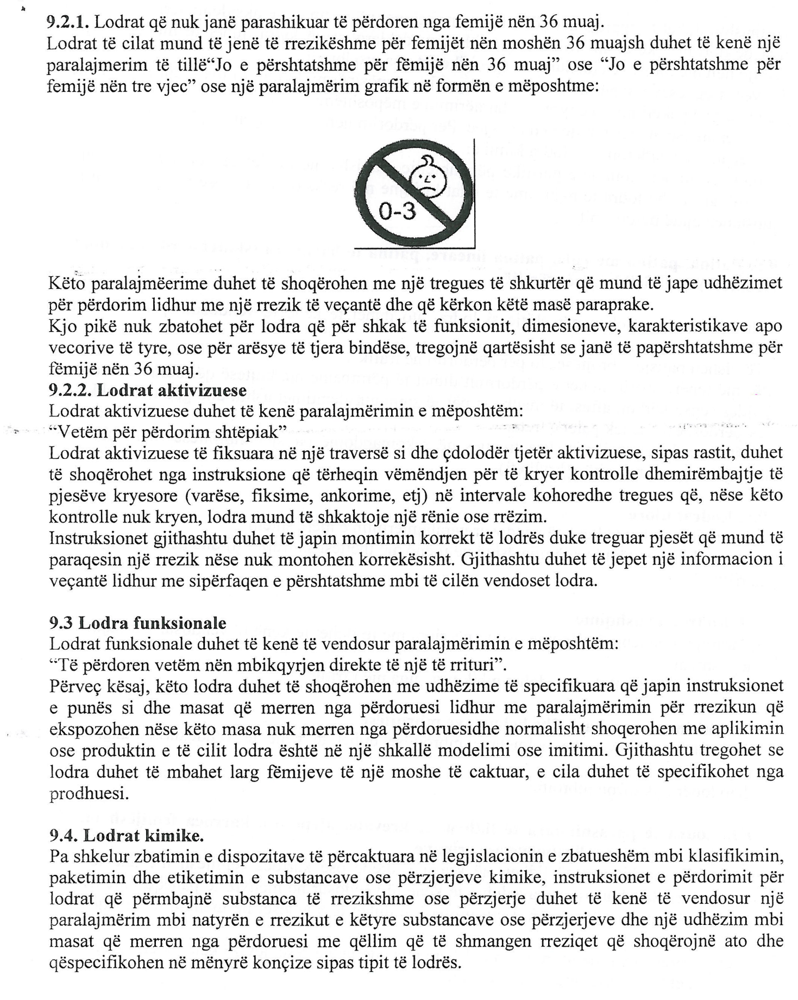 9.2.1. Lodrat që nuk janë parashikuar të përdoren nga femijë nën 36 muaj.
Lodrat të cilat mund të jenë të rrezikëshme për femijët nën moshën 36 muajsh duhet të kenë një
paralajmerim të tillë“Jo e përshtatshme për fëmijë nën 36 muaj” ose “Jo e përshtatshme për
femijë nën tre vjec” ose një paralajmërim grafik në formën e mëposhtme:
0-3
Këto paralajmëerime duhet të shoqërohen me një tregues të shkurtër që mund të jape udhëzimet
për përdorim lidhur me një rrezik të veçantë dhe që kërkon këtë masë paraprake.
Kjo pikë nuk zbatohet për lodra që për shkak të funksionit, dimesioneve, karakteristikave apo
vecorive të tyre, ose për arësye të tjera bindëse, tregojnë qartësisht se janë të papërshtatshme për
fëmijë nën 36 muaj.
9.2.2. Lodrat aktivizuese
Lodrat aktivizuese duhet të kenë paralajmërimin e mëposhtëm:
“Vetëm për përdorim shtëpiak”
Lodrat aktivizuese të fiksuara në një traversë si dhe çdolodër tjetër aktivizuese, sipas rastit, duhet
të shoqërohet nga instruksione që tërheqin vëmëndjen për të kryer kontrolle dhemirëmbajtje të
pjesëve kryesore (varëse, fiksime, ankorime, etj) në intervale kohoredhe tregues që, nëse këto
kontrolle nuk kryen, lodra mund të shkaktoje një rënie ose rrëzim.
Instruksionet gjithashtu duhet të japin montimin korrekt të lodrës duke treguar pjesët që mund të
paraqesin një rrezik nëse nuk montohen korrekësisht. Gjithashtu duhet të jepet një informacion i
veçantë lidhur me sipërfaqen e përshtatshme mbi të cilën vendoset lodra.
9.3 Lodra funksionale
Lodrat funksionale duhet të kenë të vendosur paralajmërimin e mëposhtëm:
“Të përdoren vetëm nën mbikqyrjen direkte të një të rrituri”.
Përveç kësaj, këto lodra duhet të shoqërohen me udhëzime të specifikuara që japin instruksionet
e punës si dhe masat që merren nga përdoruesi lidhur me paralajmërimin për rrezikun që
ekspozohen nëse këto masa nuk merren nga përdoruesidhe normalisht shoqerohen me aplikimin
ose produktin e të cilit lodra është në një shkallë modelimi ose imitimi. Gjithashtu tregohet se
lodra duhet të mbahet larg fëmijeve të një moshe të caktuar, e cila duhet të specifikohet nga
prodhuesi.
9.4. Lodrat kimike.
Pa shkelur zbatimin e dispozitave të përcaktuara në legjislacionin e zbatueshëm mbi klasifikimin,
paketimin dhe etiketimin e substancave ose përzjerjeve kimike, instruksionet e përdorimit për
lodrat që përmbajnë substanca të rrezikshme ose përzjerje duhet të kenë të vendosur një
paralajmërim mbi natyrën e rrezikut e këtyre substancave ose përzjerjeve dhe një udhëzim mbi
masat që merren nga përdoruesi me qëllim që të shmangen rreziqet që shoqërojnë ato dhe
qëspecifikohen në mënyrë konçize sipas tipit të lodrës.